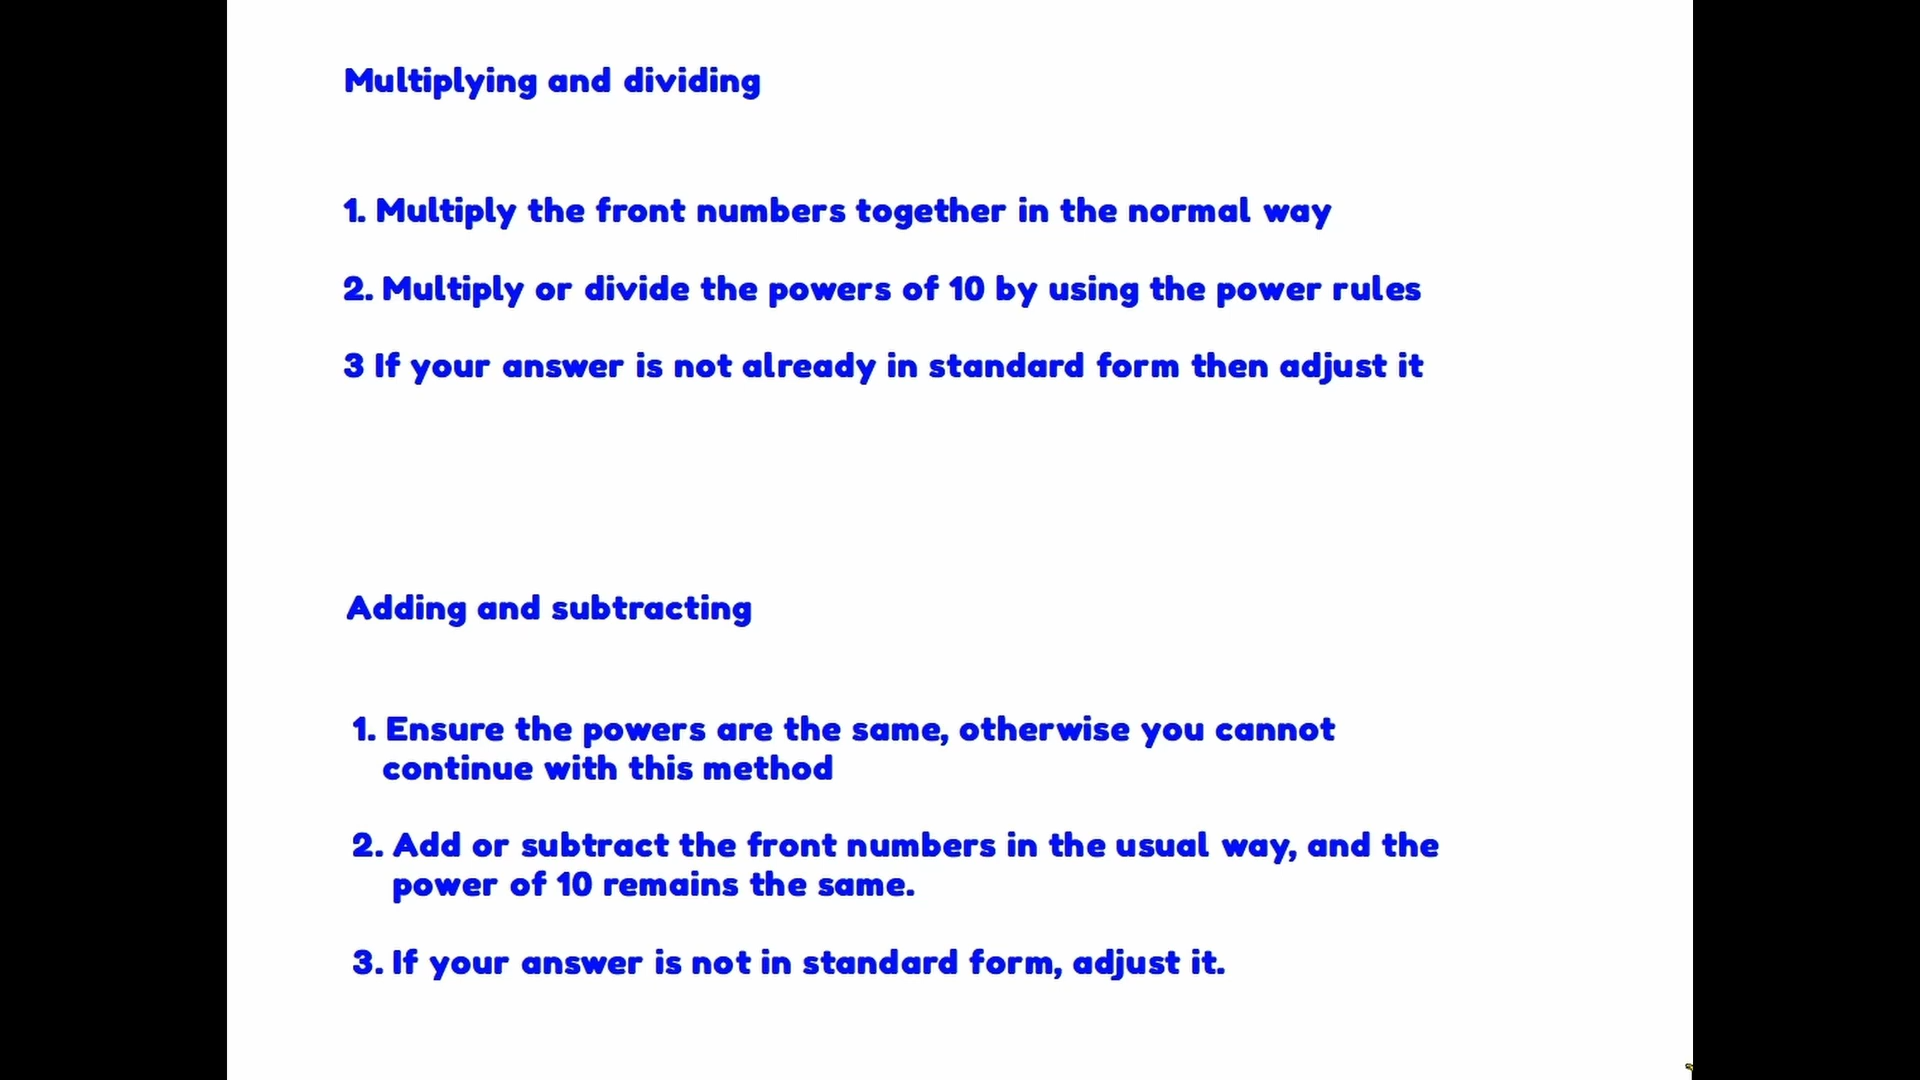 Multiplying and dividing
1. Multiply the front numbers together in the normal way
2. Multiply or divide the powers of 10 by using the power rules
3 If your answer is not already in standard form then adjust it
Adding and subtracting
1. Ensure the powers are the same, otherwise you cannot
continue with this method
2. Add or subtract the front numbers in the usual way, and the
power of 10 remains the same.
3. If your answer is not in standard form, adjust it.